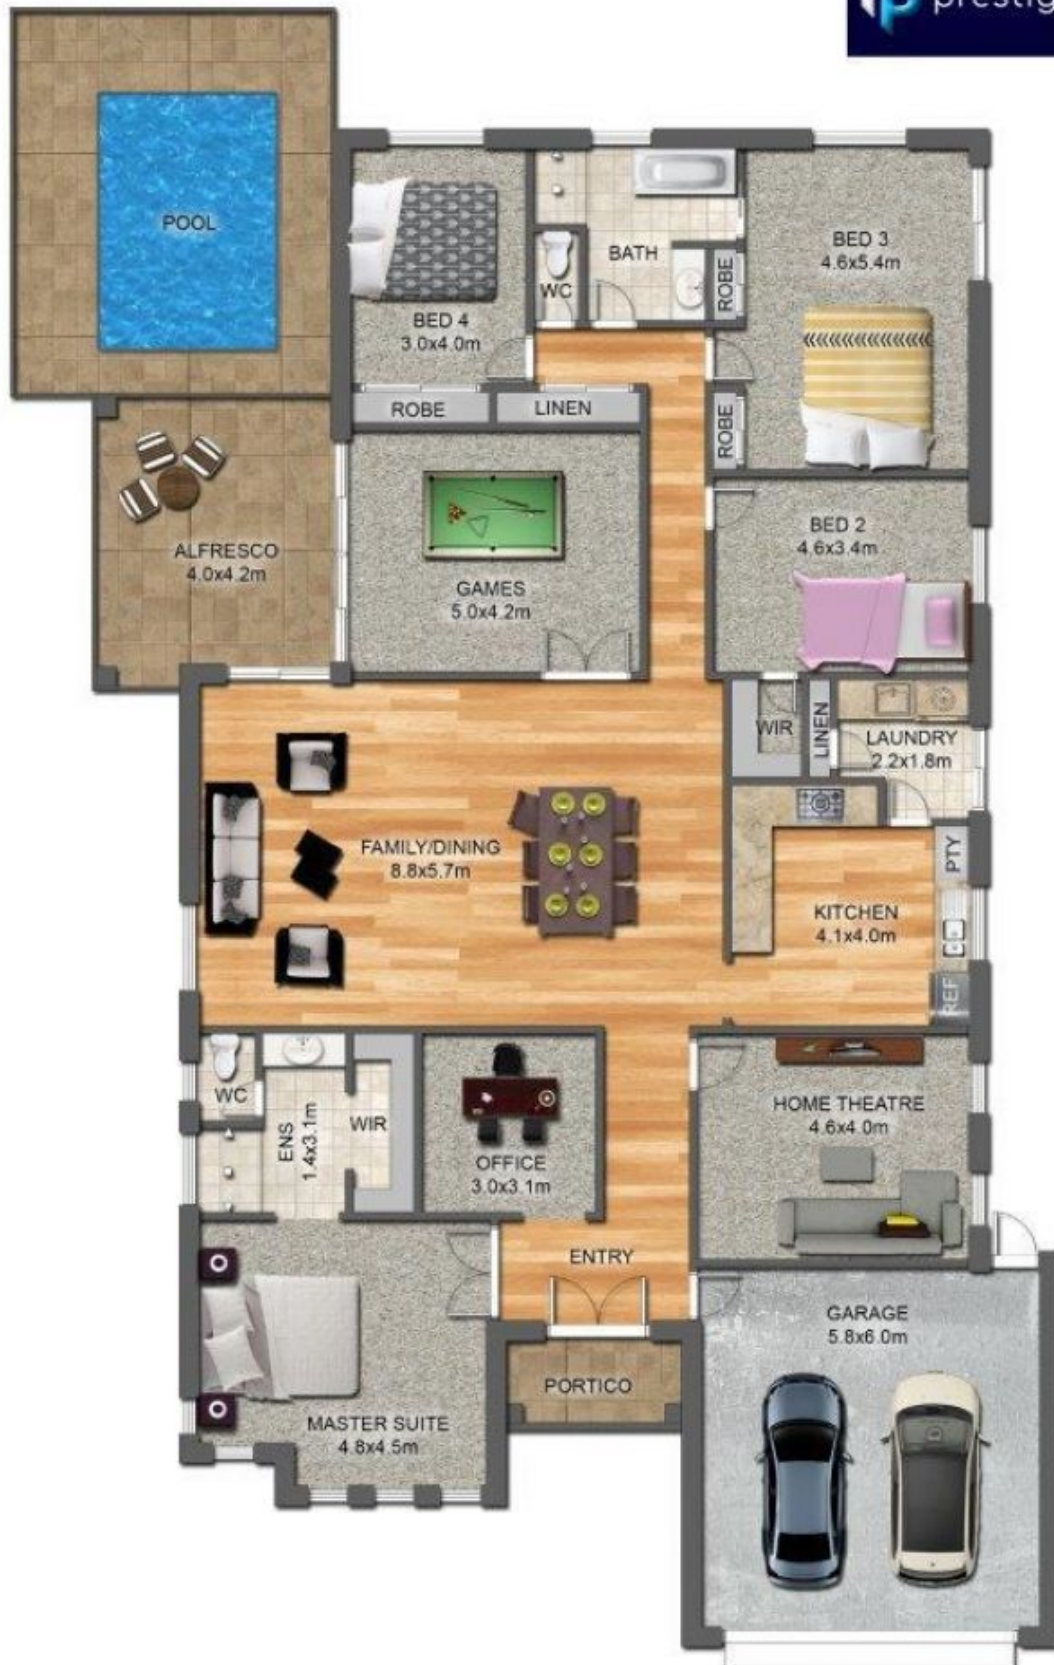 POOL
BED 4
3.0x4.0m
WC
BATH
ROBE
BED 3
4.6x5.4m
ROBE
LINEN
ROBE
ALFRESCO
4.0x4.2m
GAMES
5.0x4.2m
BED 2
4.6x3.4m
WIR
LINEN
LAUNDRY
2.2x1.8m
FAMILY/DINING
8.8x5.7m
PTY
KITCHEN
4.1x4.0m
REF
WC
ENS
1.4x3.1m
WIR
OFFICE
3.0x3.1m
HOME THEATRE
4.6x4.0m
ENTRY
MASTER SUITE
4.8x4.5m
PORTICO
GARAGE
5.8x6.0m